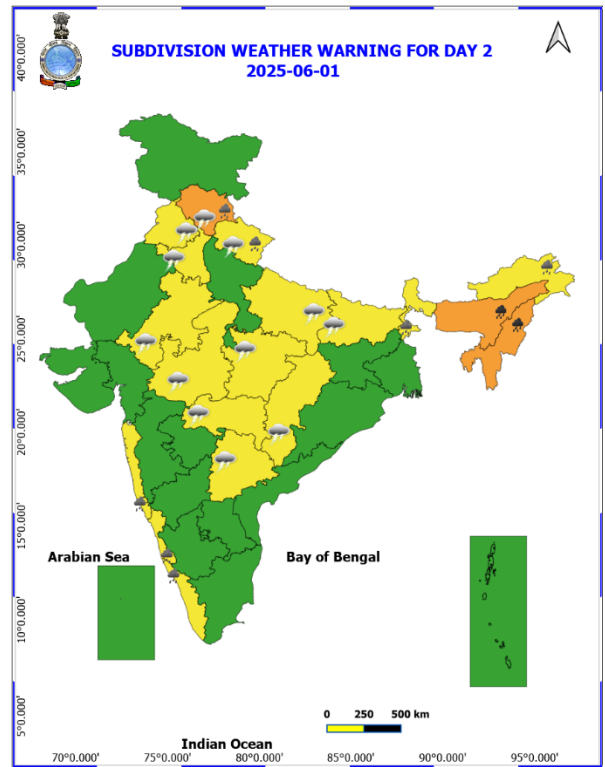 SUBDIVISION WEATHER WARNING FOR DAY 2
2025-06-01
40°0.000'
35°0.000'
30°0.000'
25°0.000'
20°0.000'
15°0.000'
10°0.000'
5°0.000'
Arabian Sea
Bay of Bengal
0 250 500 km
Indian Ocean
70°0.000' 75°0.000' 80°0.000' 85°0.000' 90°0.000' 95°0.000'